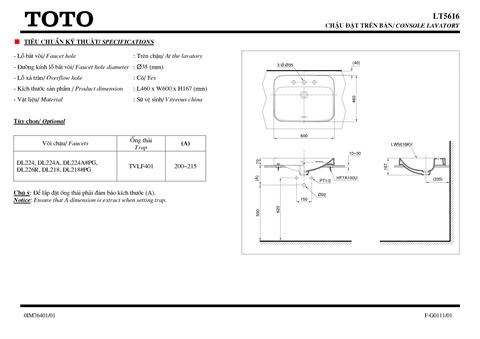 TOTO
LT5616
CHẬU ĐẶT TRÊN BÀN/ CONSOLE LAVATORY
TIÊU CHUẨN KỸ THUẬT/ SPECIFICATIONS
- Lỗ bắt vòi/ Faucet hole : Trên chậu/ At the lavatory
- Đường kính lỗ bắt vòi/ Faucet hole diameter : Ø35 (mm)
- Lỗ xả tràn/ Overflow hole : Có/ Yes
- Kích thước sản phẩm / Product dimension : L460 x W600 x H167 (mm)
- Vật liệu/ Material : Sứ vệ sinh/ Vitreous china
Tùy chọn/ Optional
Vòi chậu/ Faucets Ống thải Trap (A)
DL224, DL224A, DL224A#PG, DL226R, DL218, DL218#PG TVLF401 200~215
Chú ý: Để lắp đặt ống thải phải đảm bảo kích thước (A).
Notice: Ensure that A dimension is extract when setting trap.
3-Ø Ø35
(40)
460
600
10~30
LW5616KV
167
70
(A)
550
620
PT1/2
HFTA100U
Ø32
150
Ø35
0IM76401/01
F-G0111/01